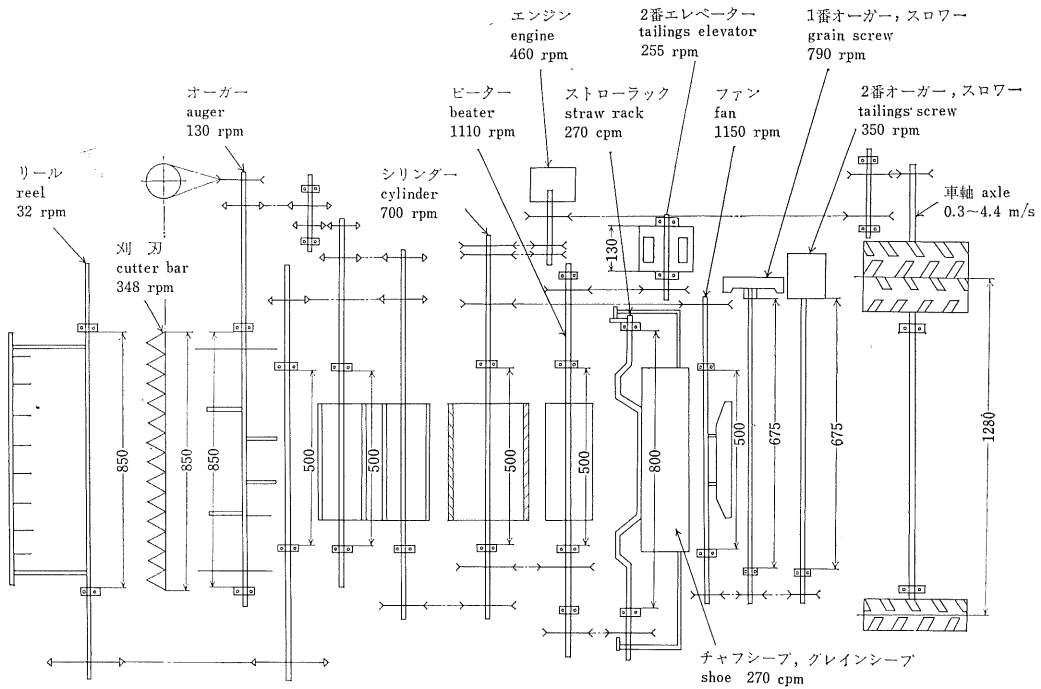 エンジン
engine
460 rpm
2番エレベーター
tailings elevator
255 rpm
1番オーガー, スロワー
grain screw
790 rpm
オーガー
auger
130 rpm
ビーター
beater
1110 rpm
ストローラック
straw rack
270 cpm
ファン
fan
1150 rpm
2番オーガー, スロワー
tailings screw
350 rpm
リール
reel
32 rpm
シリンダー
cylinder
700 rpm
車軸 axle
0.3~4.4 m/s
刈 刃
cutter bar
348 rpm
130
850
850
850
500
500
500
500
800
500
675
675
1280
チャフシーブ, グレインシーブ
shoe 270 cpm